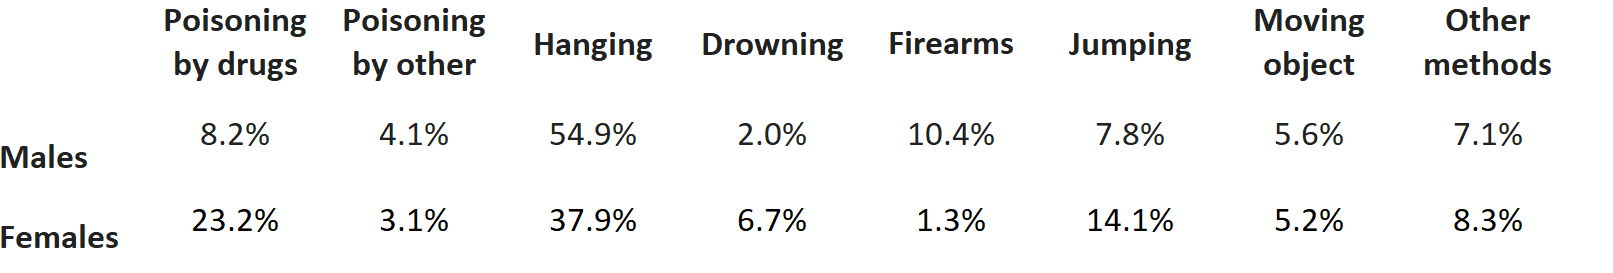 Poisoning by drugs Poisoning by other Hanging Drowning Firearms Jumping Moving object Other methods
Males 8.2% 4.1% 54.9% 2.0% 10.4% 7.8% 5.6% 7.1%
Females 23.2% 3.1% 37.9% 6.7% 1.3% 14.1% 5.2% 8.3%